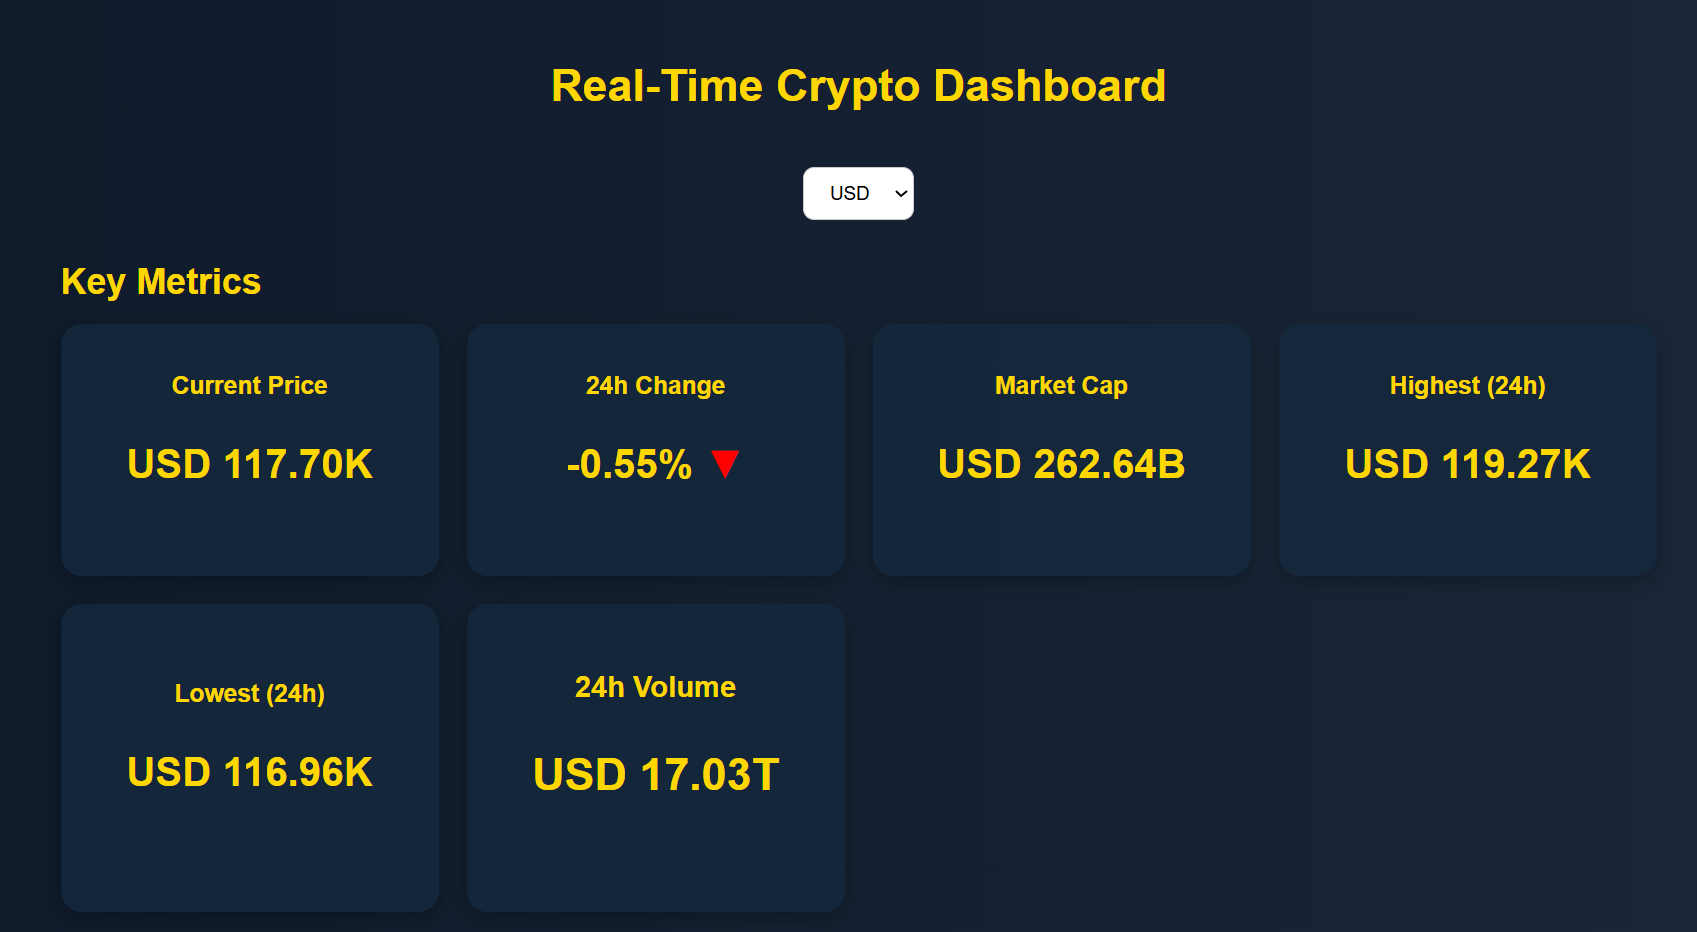 Real-Time Crypto Dashboard
USD
Key Metrics
Current Price
USD 117.70K
24h Change
-0.55% ▼
Market Cap
USD 262.64B
Highest (24h)
USD 119.27K
Lowest (24h)
USD 116.96K
24h Volume
USD 17.03T